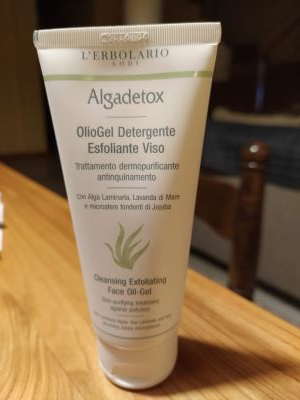 L'ERBOLARIO
LODI
Algadetox
OlioGel Detergente
Esfoliante Viso
Trattamento dermopurificante
antinquinamento
Con Alga Laminaria, Lavanda di Mare
e microsfere fondenti di Jojoba
Cleansing Exfoliating
Face Oil-Gel
Skin-purifying treatment
against pollution